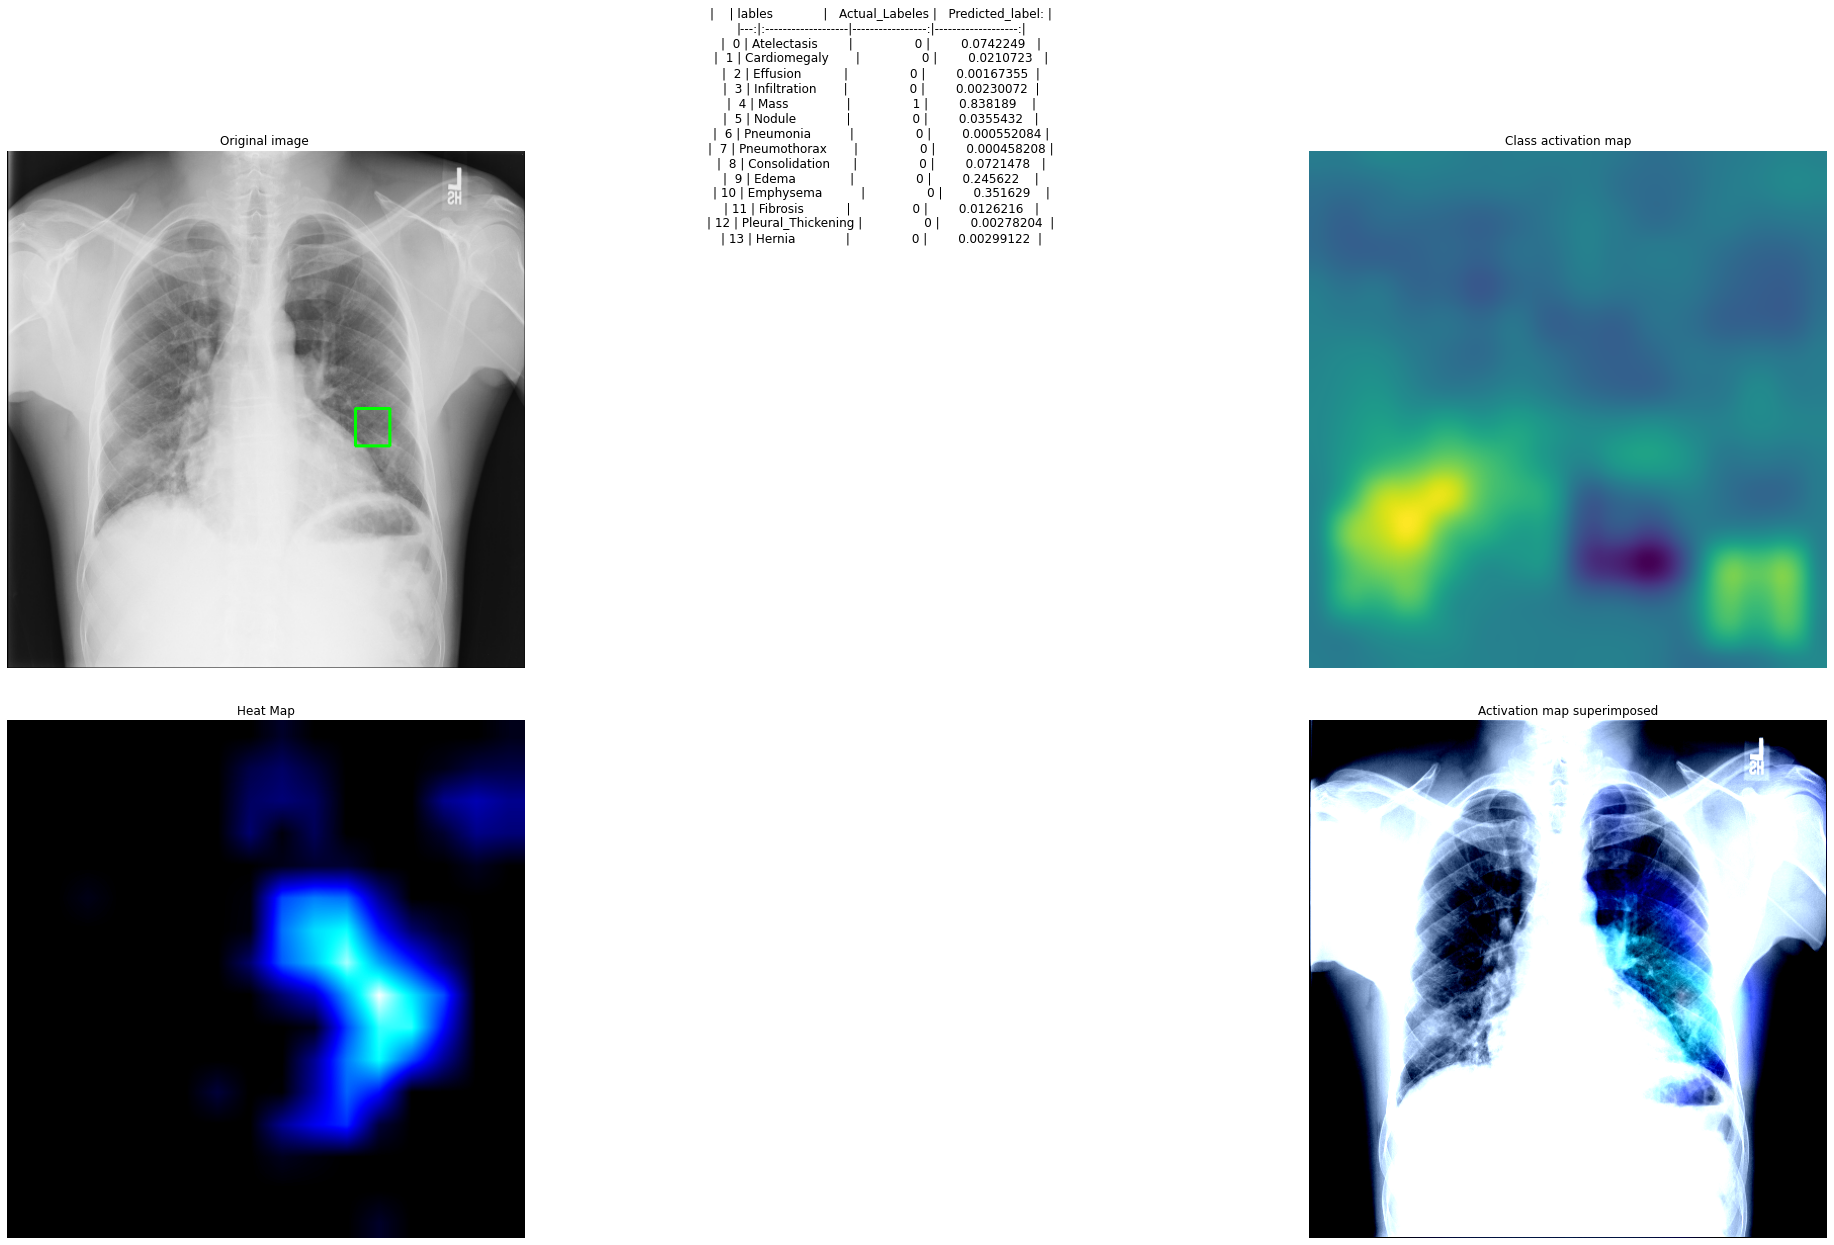 |    | lables             |   Actual_Labeles |   Predicted_label: |
|---:|:-------------------|-----------------:|-------------------:|
|  0 | Atelectasis        |                0 |        0.0742249   |
|  1 | Cardiomegaly       |                0 |        0.0210723   |
|  2 | Effusion           |                0 |        0.00167355  |
|  3 | Infiltration       |                0 |        0.00230072  |
|  4 | Mass               |                1 |        0.838189    |
|  5 | Nodule             |                0 |        0.0355432   |
|  6 | Pneumonia          |                0 |        0.000552084 |
|  7 | Pneumothorax       |                0 |        0.000458208 |
|  8 | Consolidation      |                0 |        0.0721478   |
|  9 | Edema              |                0 |        0.245622    |
| 10 | Emphysema          |                0 |        0.351629    |
| 11 | Fibrosis           |                0 |        0.0126216   |
| 12 | Pleural_Thickening |                0 |        0.00278204  |
| 13 | Hernia             |                0 |        0.00299122  |
Original image
Class activation map
L
Heat Map
Activation map superimposed
L